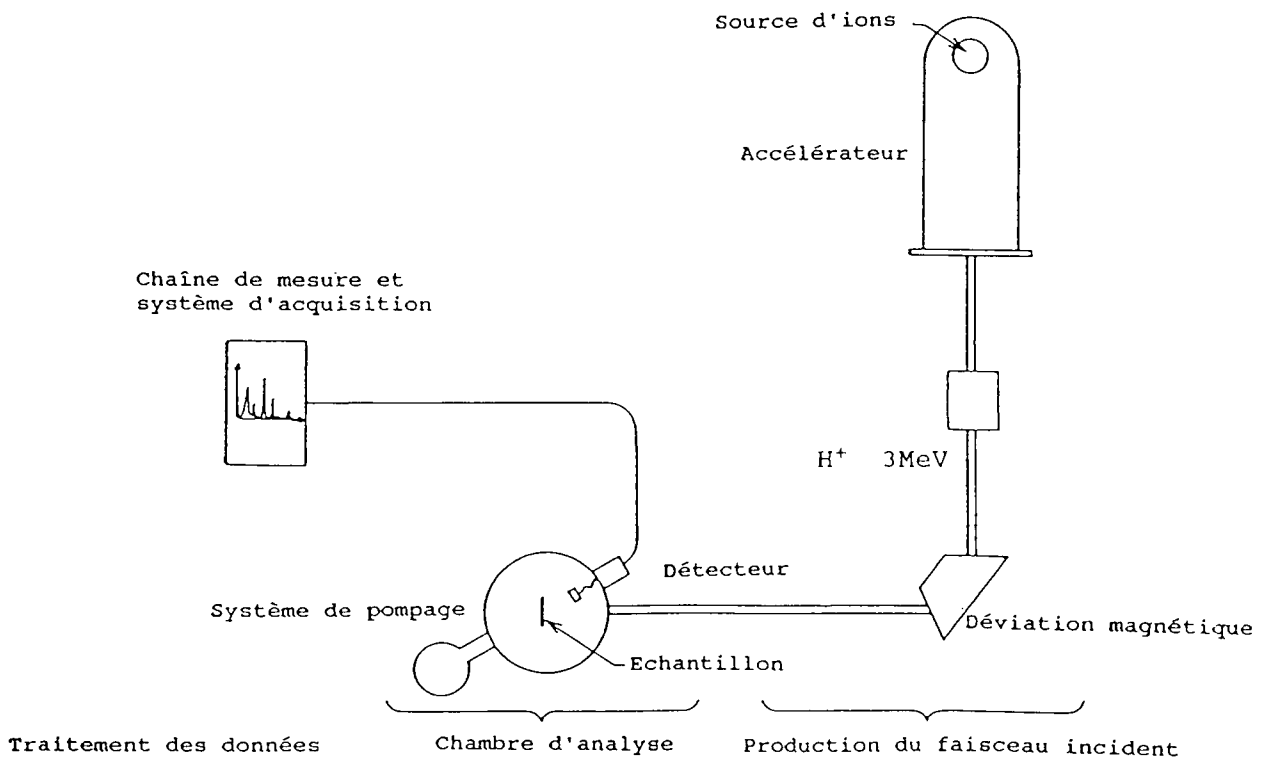 Source d'ions
Accélérateur
Chaîne de mesure et
système d'acquisition
H+ 3MeV
Détecteur
Système de pompage
Déviation magnétique
Echantillon
Traitement des données
Chambre d'analyse
Production du faisceau incident